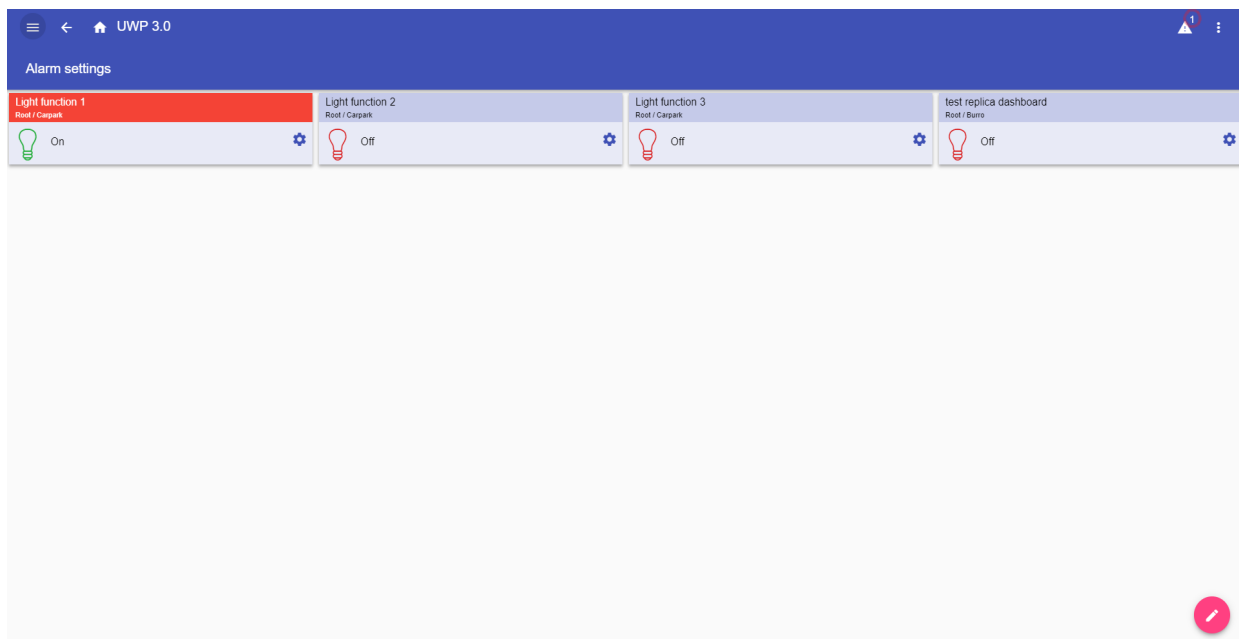 UWP 3.0
1
Alarm settings
Light function 1
Root / Carpark
On
Light function 2
Root / Carpark
Off
Light function 3
Root / Carpark
Off
test replica dashboard
Root / Burro
Off